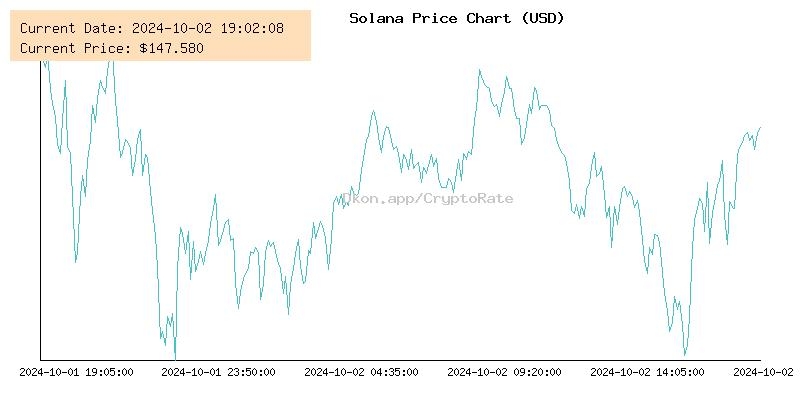 Solana Price Chart (USD)
Current Date: 2024-10-02 19:02:08
Current Price: $147.580
Dkon.app/CryptoRate
2024-10-01 19:05:00 2024-10-01 23:50:00 2024-10-02 04:35:00 2024-10-02 09:20:00 2024-10-02 14:05:00 2024-10-02